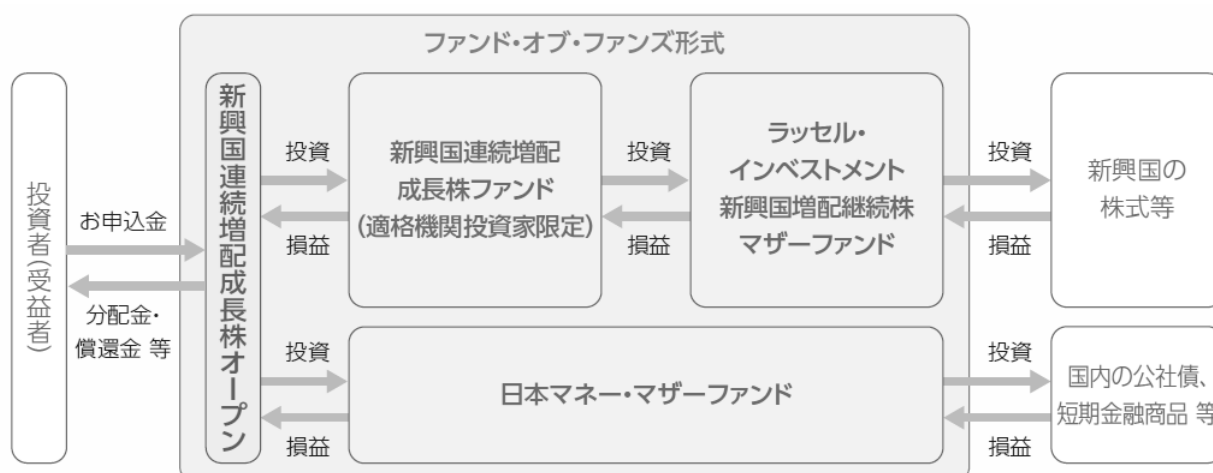 ファンド・オブ・ファンズ形式
投資者(受益者)
お申込金
分配金・
償還金 等
新興国連続増配成長株オープン
投資
損益
新興国連続増配
成長株ファンド
(適格機関投資家限定)
投資
損益
ラッセル・
インベストメント
新興国増配継続株
マザーファンド
投資
損益
新興国の
株式等
投資
損益
日本マネー・マザーファンド
投資
損益
国内の公社債、
短期金融商品 等